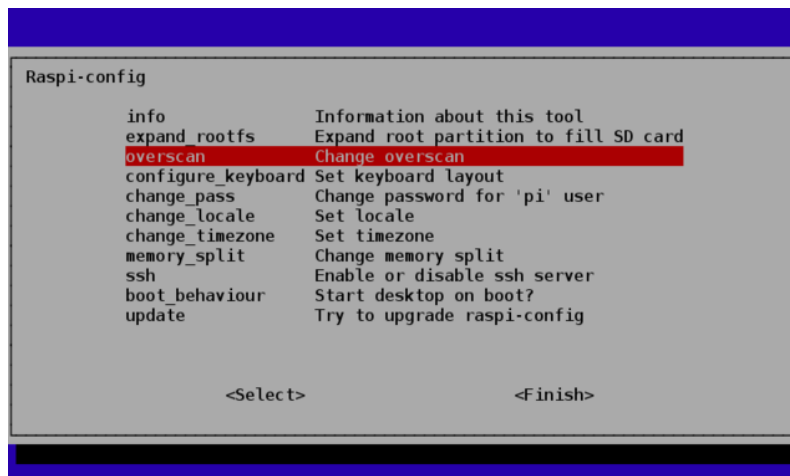 Raspi-config
info Information about this tool
expand_rootfs Expand root partition to fill SD card
overscan Change overscan
configure_keyboard Set keyboard layout
change_pass Change password for 'pi' user
change_locale Set locale
change_timezone Set timezone
memory_split Change memory split
ssh Enable or disable ssh server
boot_behaviour Start desktop on boot?
update Try to upgrade raspi-config
<Select> <Finish>